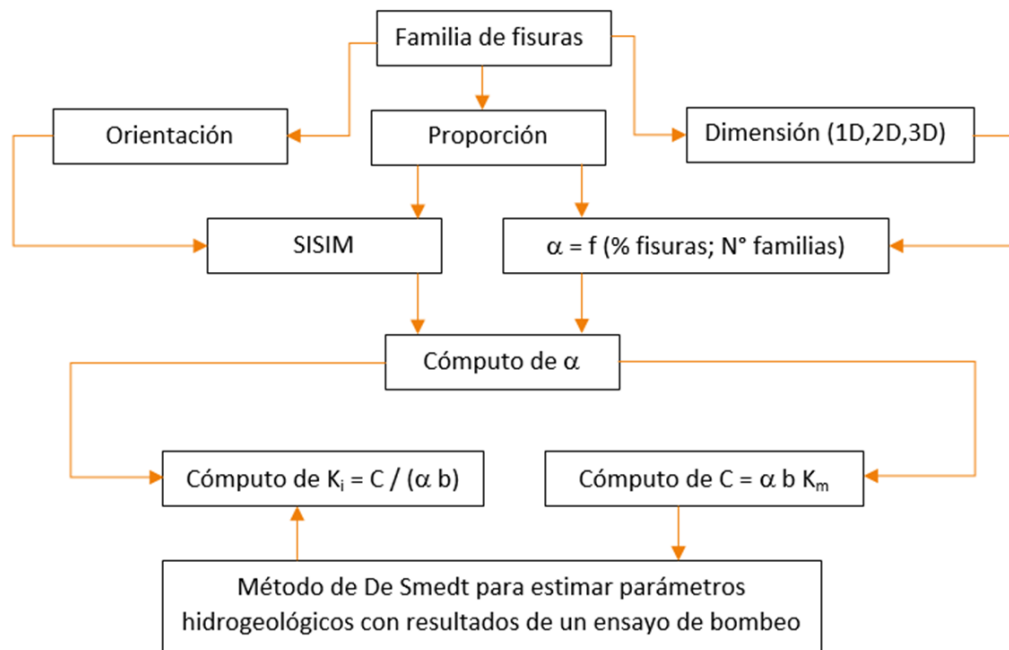 Familia de fisuras
Orientación
Proporción
Dimensión (1D,2D,3D)
SISIM
α = f (% fisuras; N° familias)
Cómputo de α
Cómputo de Kᵢ = C / (α b)
Cómputo de C = α b Kₘ
Método de De Smedt para estimar parámetros
hidrogeológicos con resultados de un ensayo de bombeo